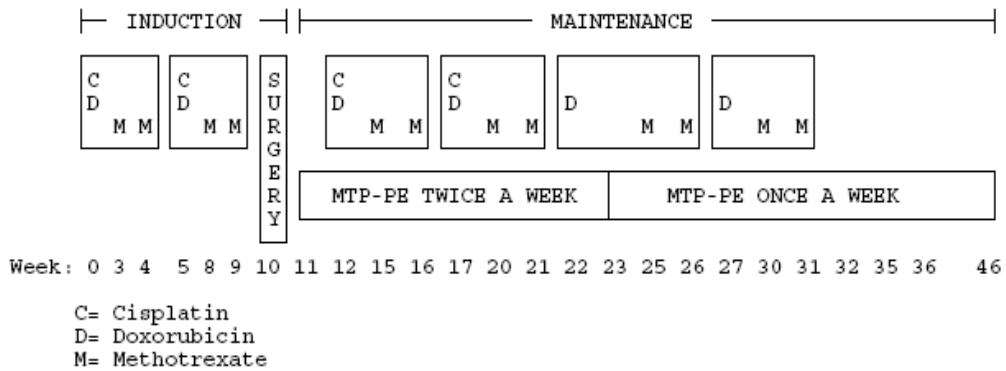 INDUCTION MAINTENANCE
C C C C
D D D D D D
M M M M M M M M M M M M
SURGERY
MTP-PE TWICE A WEEK MTP-PE ONCE A WEEK
Week: 0 3 4 5 8 9 10 11 12 15 16 17 20 21 22 23 25 26 27 30 31 32 35 36 46
C= Cisplatin
D= Doxorubicin
M= Methotrexate